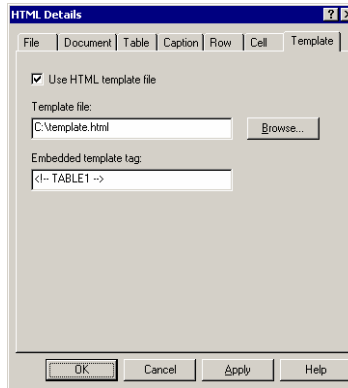 HTML Details
File Document Table Caption Row Cell Template
Use HTML template file
Template file:
C:\template.html
Browse...
Embedded template tag:
<!-- TABLE1 -->
OK Cancel Apply Help